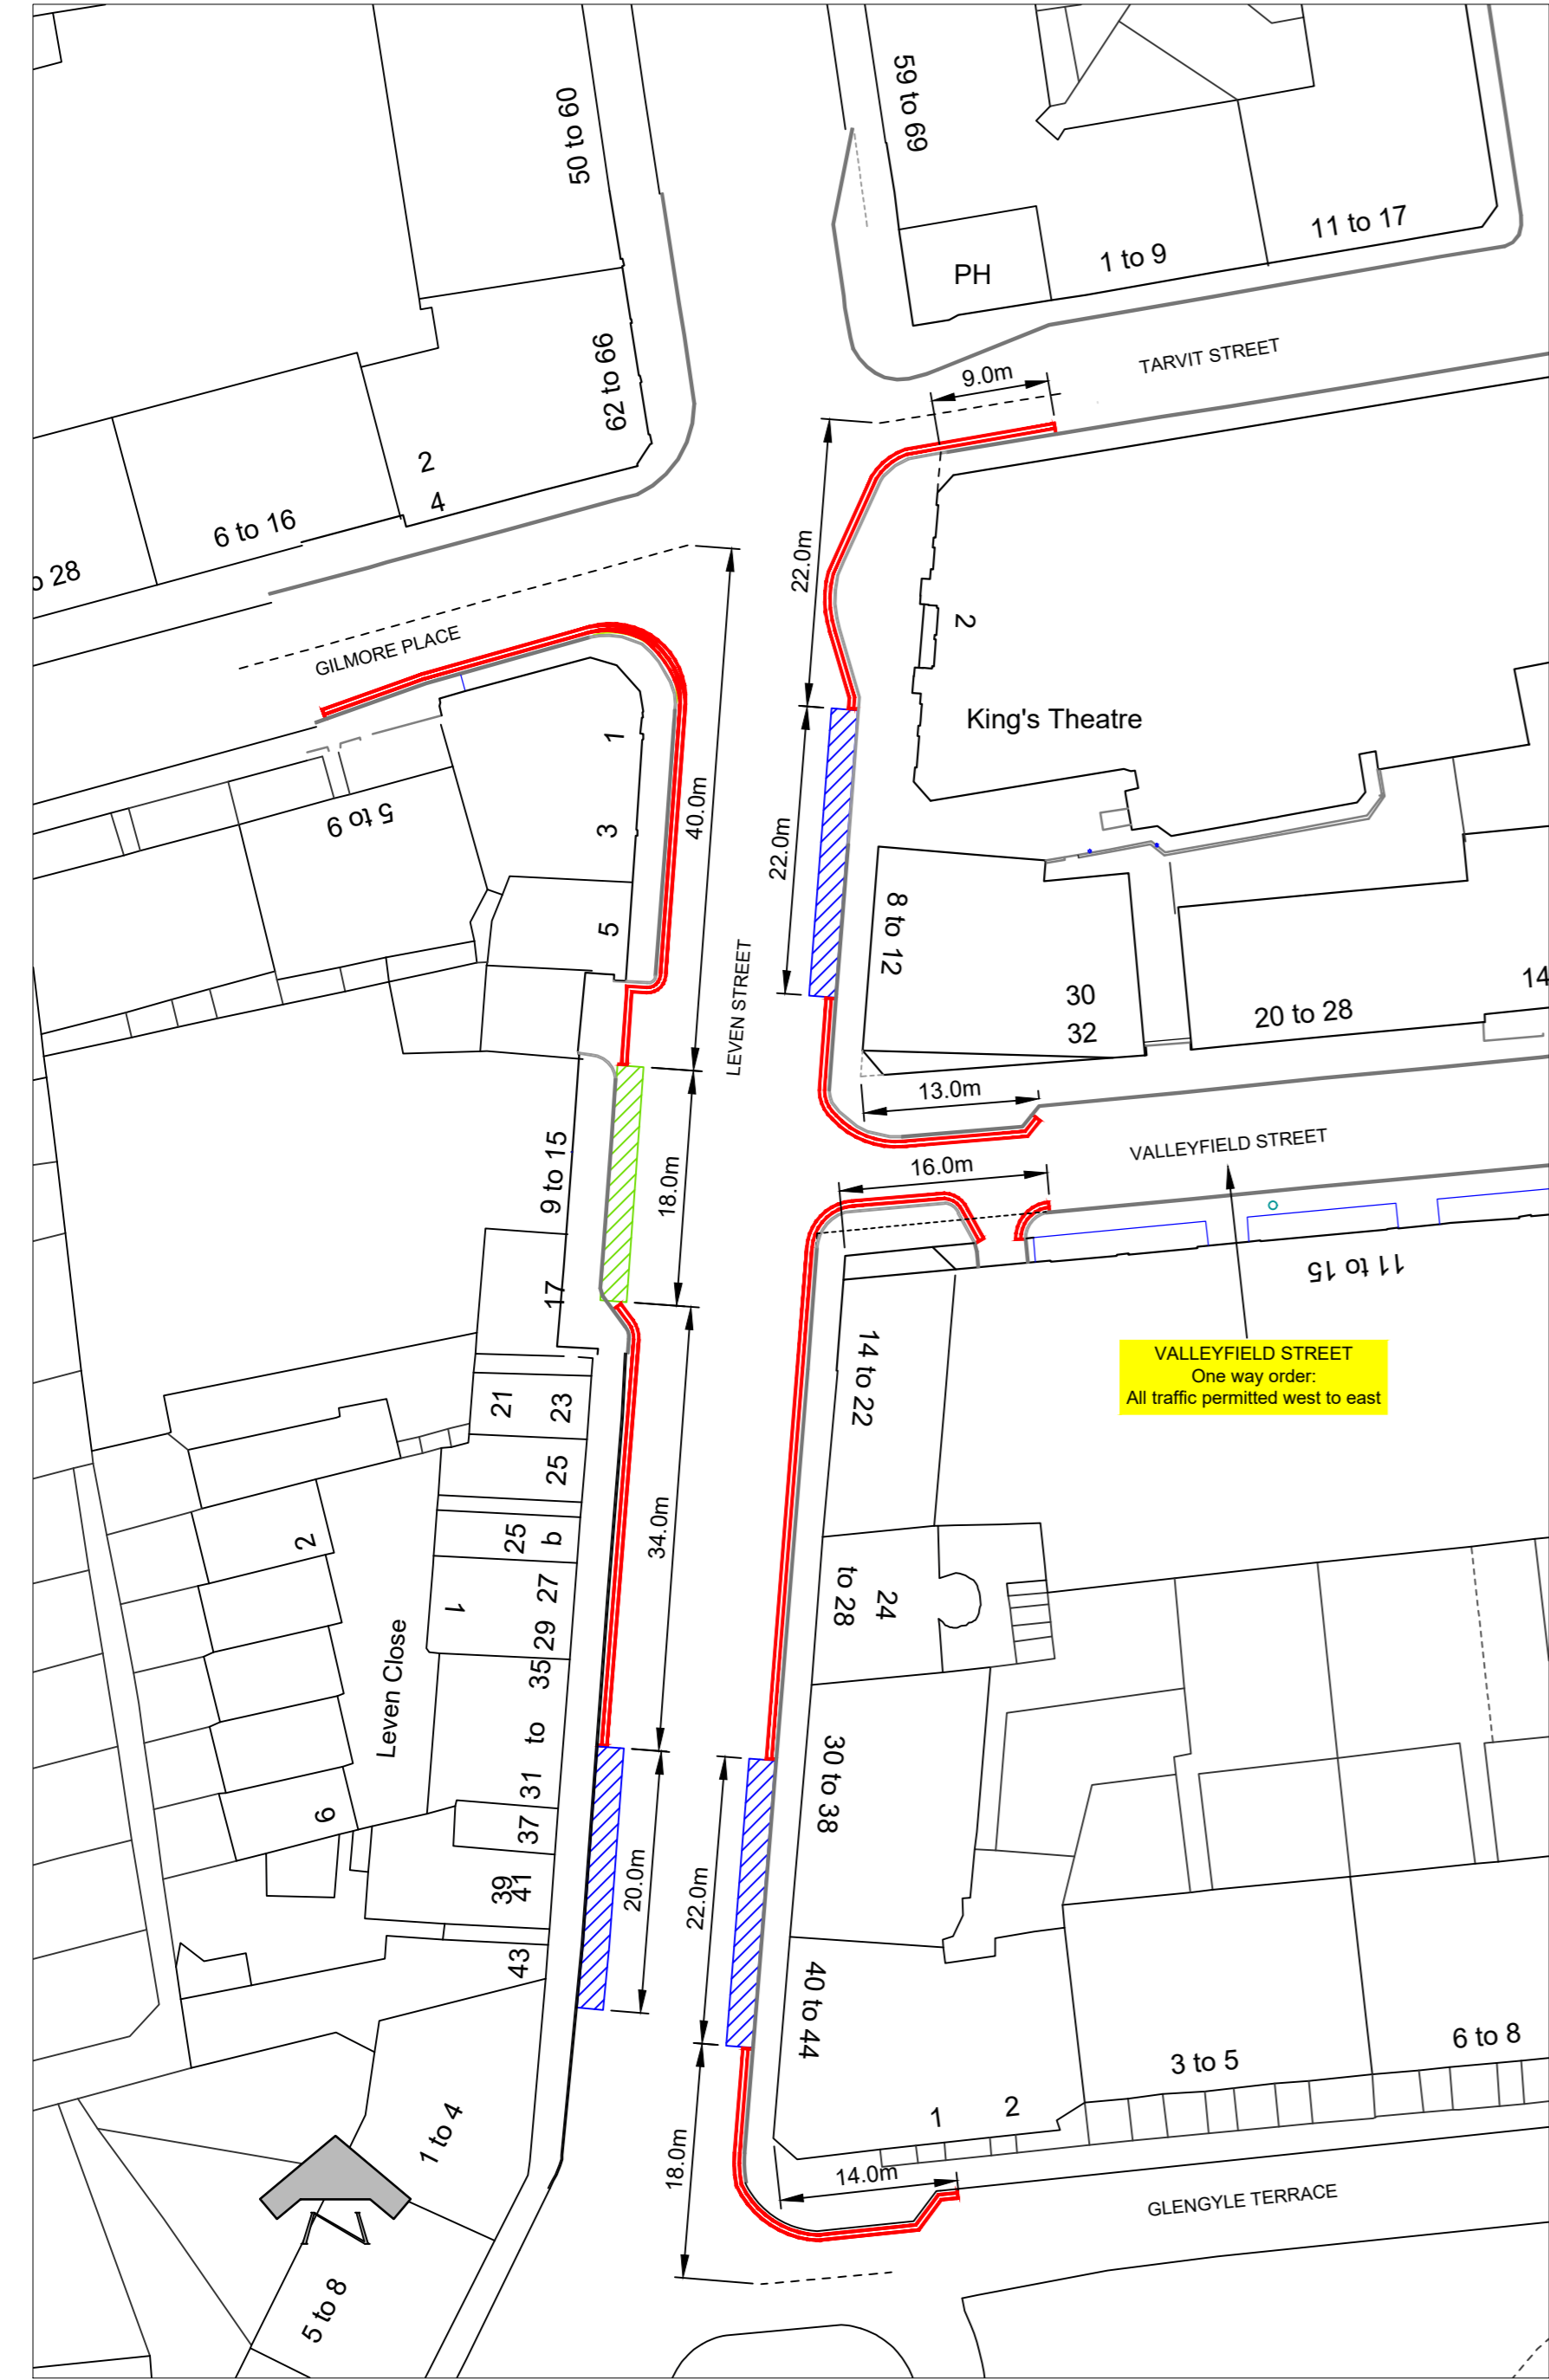 50 to 60
59 to 69
11 to 17
1 to 9
PH
TARVIT STREET
62 to 66
9.0m
2
4
6 to 16
28
22.0m
GILMORE PLACE
2
King's Theatre
1
40.0m
5 to 9
3
22.0m
8 to 12
5
LEVEN STREET
30
32
20 to 28
14
13.0m
VALLEYFIELD STREET
16.0m
9 to 15
18.0m
11 to 15
17
14 to 22
VALLEYFIELD STREET
One way order:
All traffic permitted west to east
21
23
25
34.0m
25
b
2
27
24
to 28
1
29
Leven Close
35
to
31
30 to 38
6
37
39
41
20.0m
22.0m
43
40 to 44
3 to 5
6 to 8
1
2
1 to 4
18.0m
14.0m
GLENGYLE TERRACE
5 to 8
N